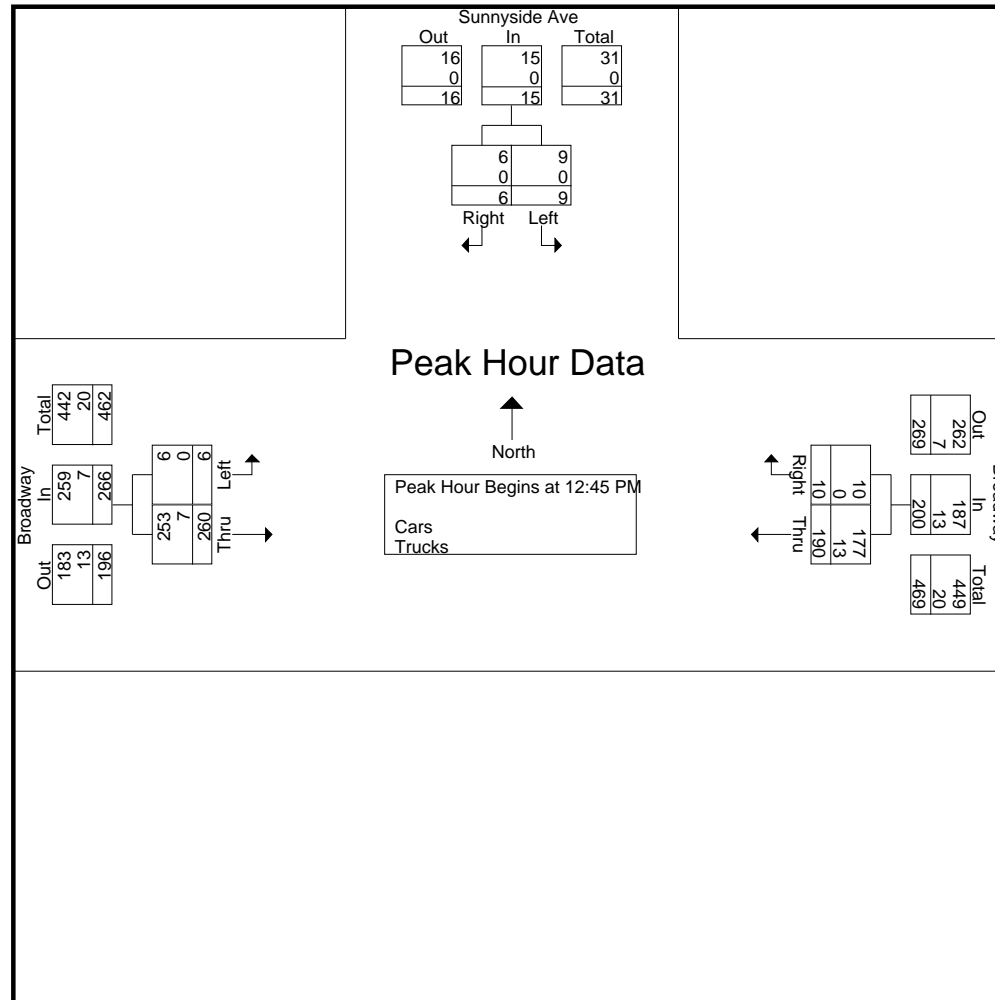 Sunnyside Ave
Out In Total
16 15 31
0 0 0
16 15 31
6 9
0 0
6 9
Right Left
Peak Hour Data
North
Peak Hour Begins at 12:45 PM
Cars
Trucks
Broadway
Total
442
20
462
In
259
7
266
Out
183
13
196
Left
6
0
6
Thru
253
7
260
Right
10
0
10
Thru
177
13
190
Out
262
7
269
In
187
13
200
Total
449
20
469
Broadway